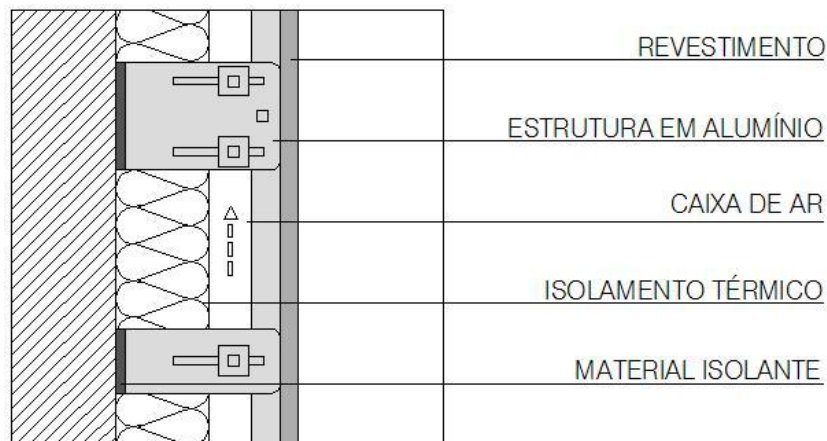 REVESTIMENTO
ESTRUTURA EM ALUMÍNIO
CAIXA DE AR
ISOLAMENTO TÉRMICO
MATERIAL ISOLANTE